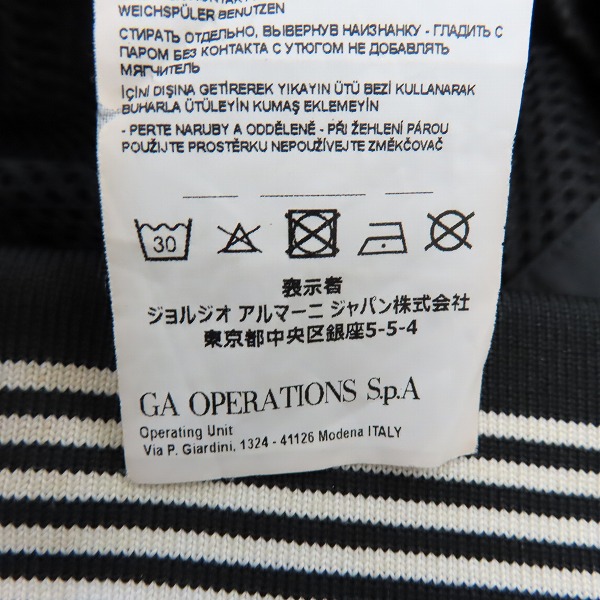 WEICHSPÜLER BENUTZEN
СТИРАТЬ ОТДЕЛЬНО, ВЫВЕРНУВ НАИЗНАНКУ - ГЛАДИТЬ С
ПАРОМ БЕЗ КОНТАКТА С УТЮГОМ НЕ ДОБАВЛЯТЬ
МЯГЧИТЕЛЬ
İÇİNİ DIŞINA GETİREREK YIKAYIN ÜTÜ BEZİ KULLANARAK
BUHARLA ÜTÜLEYİN KUMAŞ EKLEMEYİN
- PERTE NARUBY A ODDĚLENĚ - PŘI ŽEHLENÍ PÁROU
POUŽIJTE PROSTĚRKU NEPOUŽÍVEJTE ZMĚKČOVAČ
30
表示者
ジョルジオ アルマーニ ジャパン株式会社
東京都中央区銀座5-5-4
GA OPERATIONS S.p.A
Operating Unit
Via P. Giardini, 1324 - 41126 Modena ITALY